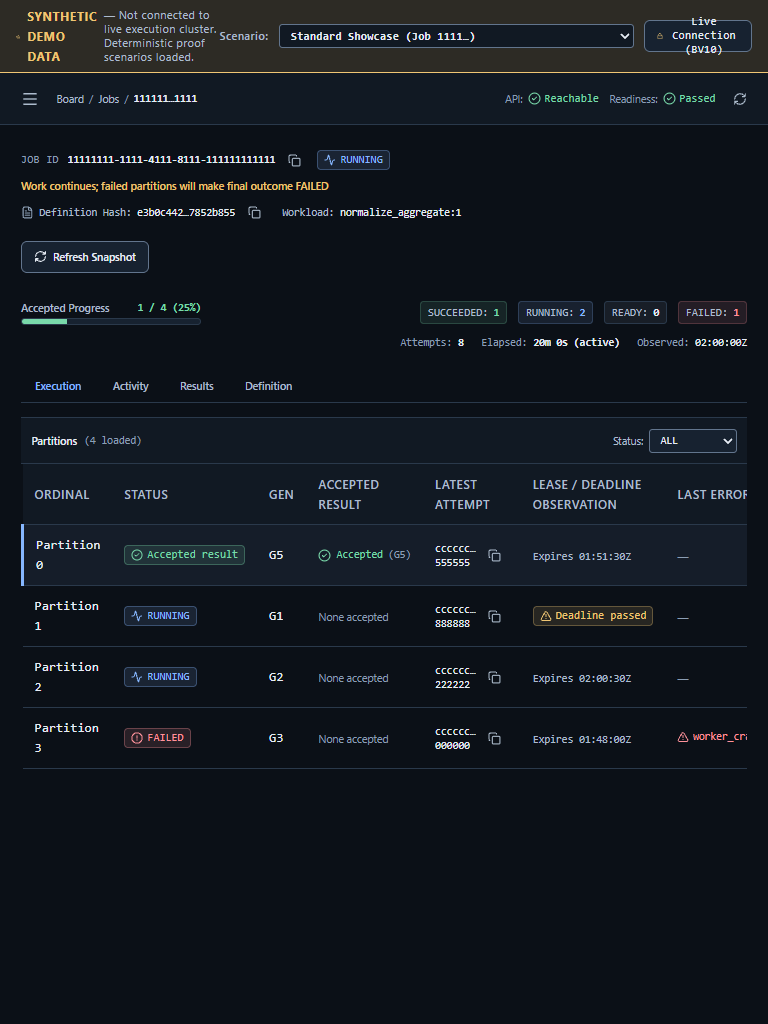 SYNTHETIC DEMO DATA — Not connected to live execution cluster. Deterministic proof scenarios loaded.
Scenario: Standard Showcase (Job 1111…)
Live Connection (BV10)
Board / Jobs / 111111…1111
API: Reachable Readiness: Passed
JOB ID 11111111-1111-4111-8111-111111111111 RUNNING
Work continues; failed partitions will make final outcome FAILED
Definition Hash: e3b0c442…7852b855 Workload: normalize_aggregate:1
Refresh Snapshot
Accepted Progress 1 / 4 (25%)
SUCCEEDED: 1 RUNNING: 2 READY: 0 FAILED: 1
Attempts: 8 Elapsed: 20m 0s (active) Observed: 02:00:00Z
Execution Activity Results Definition
Partitions (4 loaded)
Status: ALL
ORDINAL STATUS GEN ACCEPTED RESULT LATEST ATTEMPT LEASE / DEADLINE OBSERVATION LAST ERROR
Partition 0 Accepted result G5 Accepted (G5) cccccc…555555 Expires 01:51:30Z —
Partition 1 RUNNING G1 None accepted cccccc…888888 Deadline passed —
Partition 2 RUNNING G2 None accepted cccccc…222222 Expires 02:00:30Z —
Partition 3 FAILED G3 None accepted cccccc…000000 Expires 01:48:00Z worker_cra